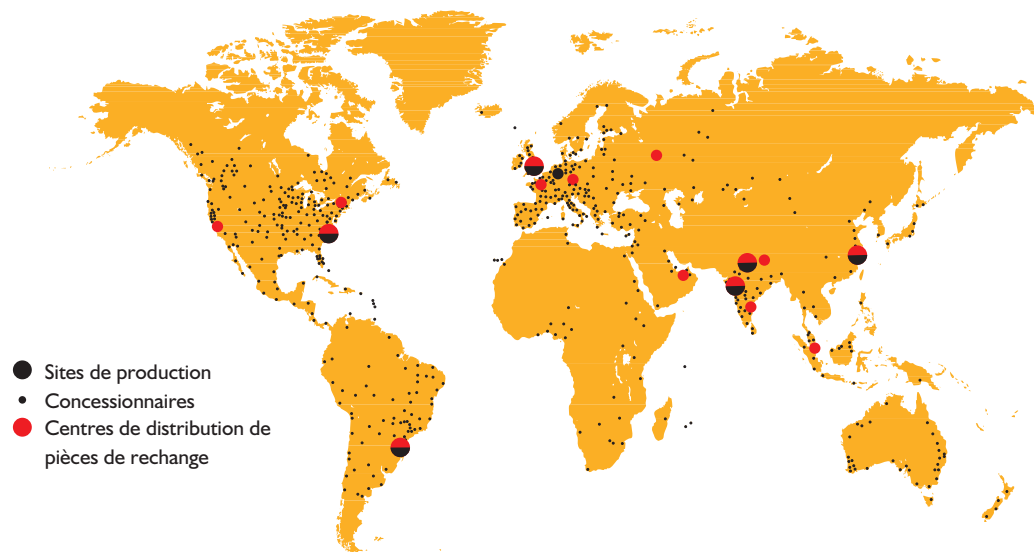 Sites de production
Concessionnaires
Centres de distribution de
pièces de rechange